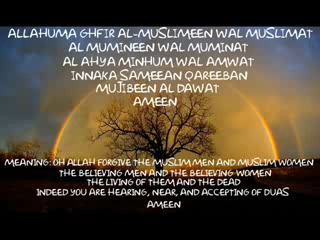 ALLAHUMA GHFIR AL-MUSLIMEEN WAL MUSLIMAT
AL MUMINEEN WAL MUMINAT
AL AHYA MINHUM WAL AMWAT
INNAKA SAMEEAN QAREEBAN
MUJIBEEN AL DAWAT
AMEEN
MEANING: OH ALLAH FORGIVE THE MUSLIM MEN AND MUSLIM WOMEN
THE BELIEVING MEN AND THE BELIEVING WOMEN
THE LIVING OF THEM AND THE DEAD
INDEED YOU ARE HEARING, NEAR, AND ACCEPTING OF DUAS
AMEEN